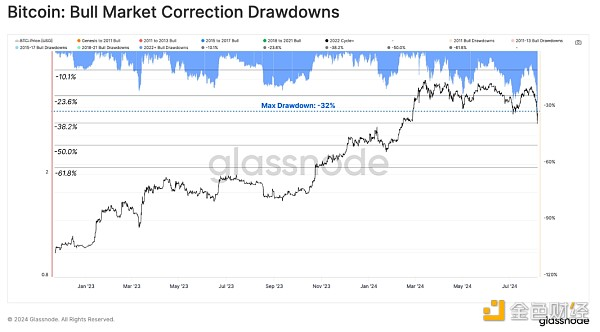 Bitcoin: Bull Market Correction Drawdowns
BTC: Price [USD]
Genesis to 2011 Bull
2011 to 2013 Bull
2015 to 2017 Bull
2018 to 2021 Bull
2022 Cycle+
-
2011 Bull Drawdowns
2011-13 Bull Drawdowns
2015-17 Bull Drawdowns
2018-21 Bull Drawdowns
2022+ Bull Drawdowns
-10.1%
-23.6%
-38.2%
-50.0%
-61.8%
-10.1%
-23.6%
Max Drawdown: -32%
-38.2%
-50.0%
-61.8%
-30%
-60%
-90%
-120%
2
0.8
glassnode
Jan '23
Mar '23
May '23
Jul '23
Sep '23
Nov '23
Jan '24
Mar '24
May '24
Jul '24
© 2024 Glassnode. All Rights Reserved.
glassnode
金色财经